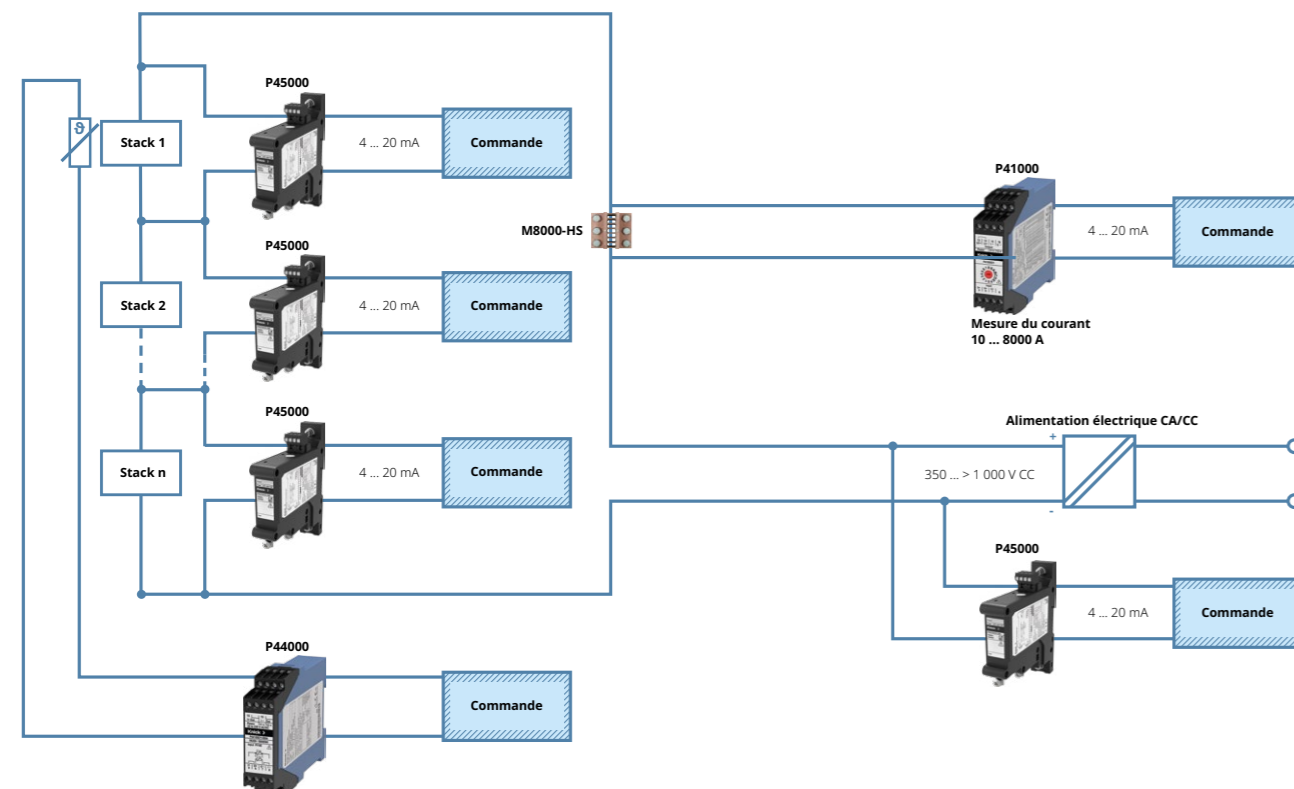 P45000
ϑ
Stack 1
4 ... 20 mA
Commande
P41000
M8000-HS
4 ... 20 mA
Commande
P45000
Stack 2
4 ... 20 mA
Commande
Mesure du courant
10 ... 8000 A
P45000
Alimentation électrique CA/CC
+
Stack n
4 ... 20 mA
Commande
350 ... > 1 000 V CC
-
P45000
4 ... 20 mA
Commande
P44000
Commande
Knick >